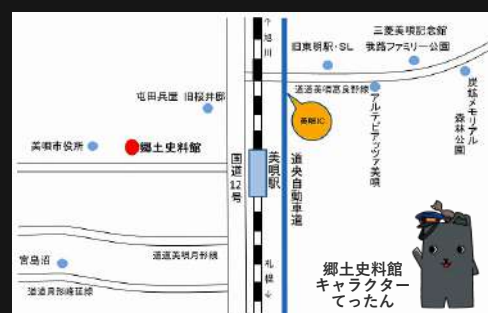 三菱美唄記念館
我路ファミリー公園
旧東明駅・SL
↑旭川
道道美唄富良野線
炭鉱メモリアル
森林公園
アルテピアッツァ美唄
美唄IC
屯田兵屋 旧桜井邸
美唄市役所
郷土史料館
国道12号
美唄駅
道央自動車道
道道美唄月形線
宮島沼
道道月形峰延線
札幌↓
郷土史料館
キャラクター
てったん